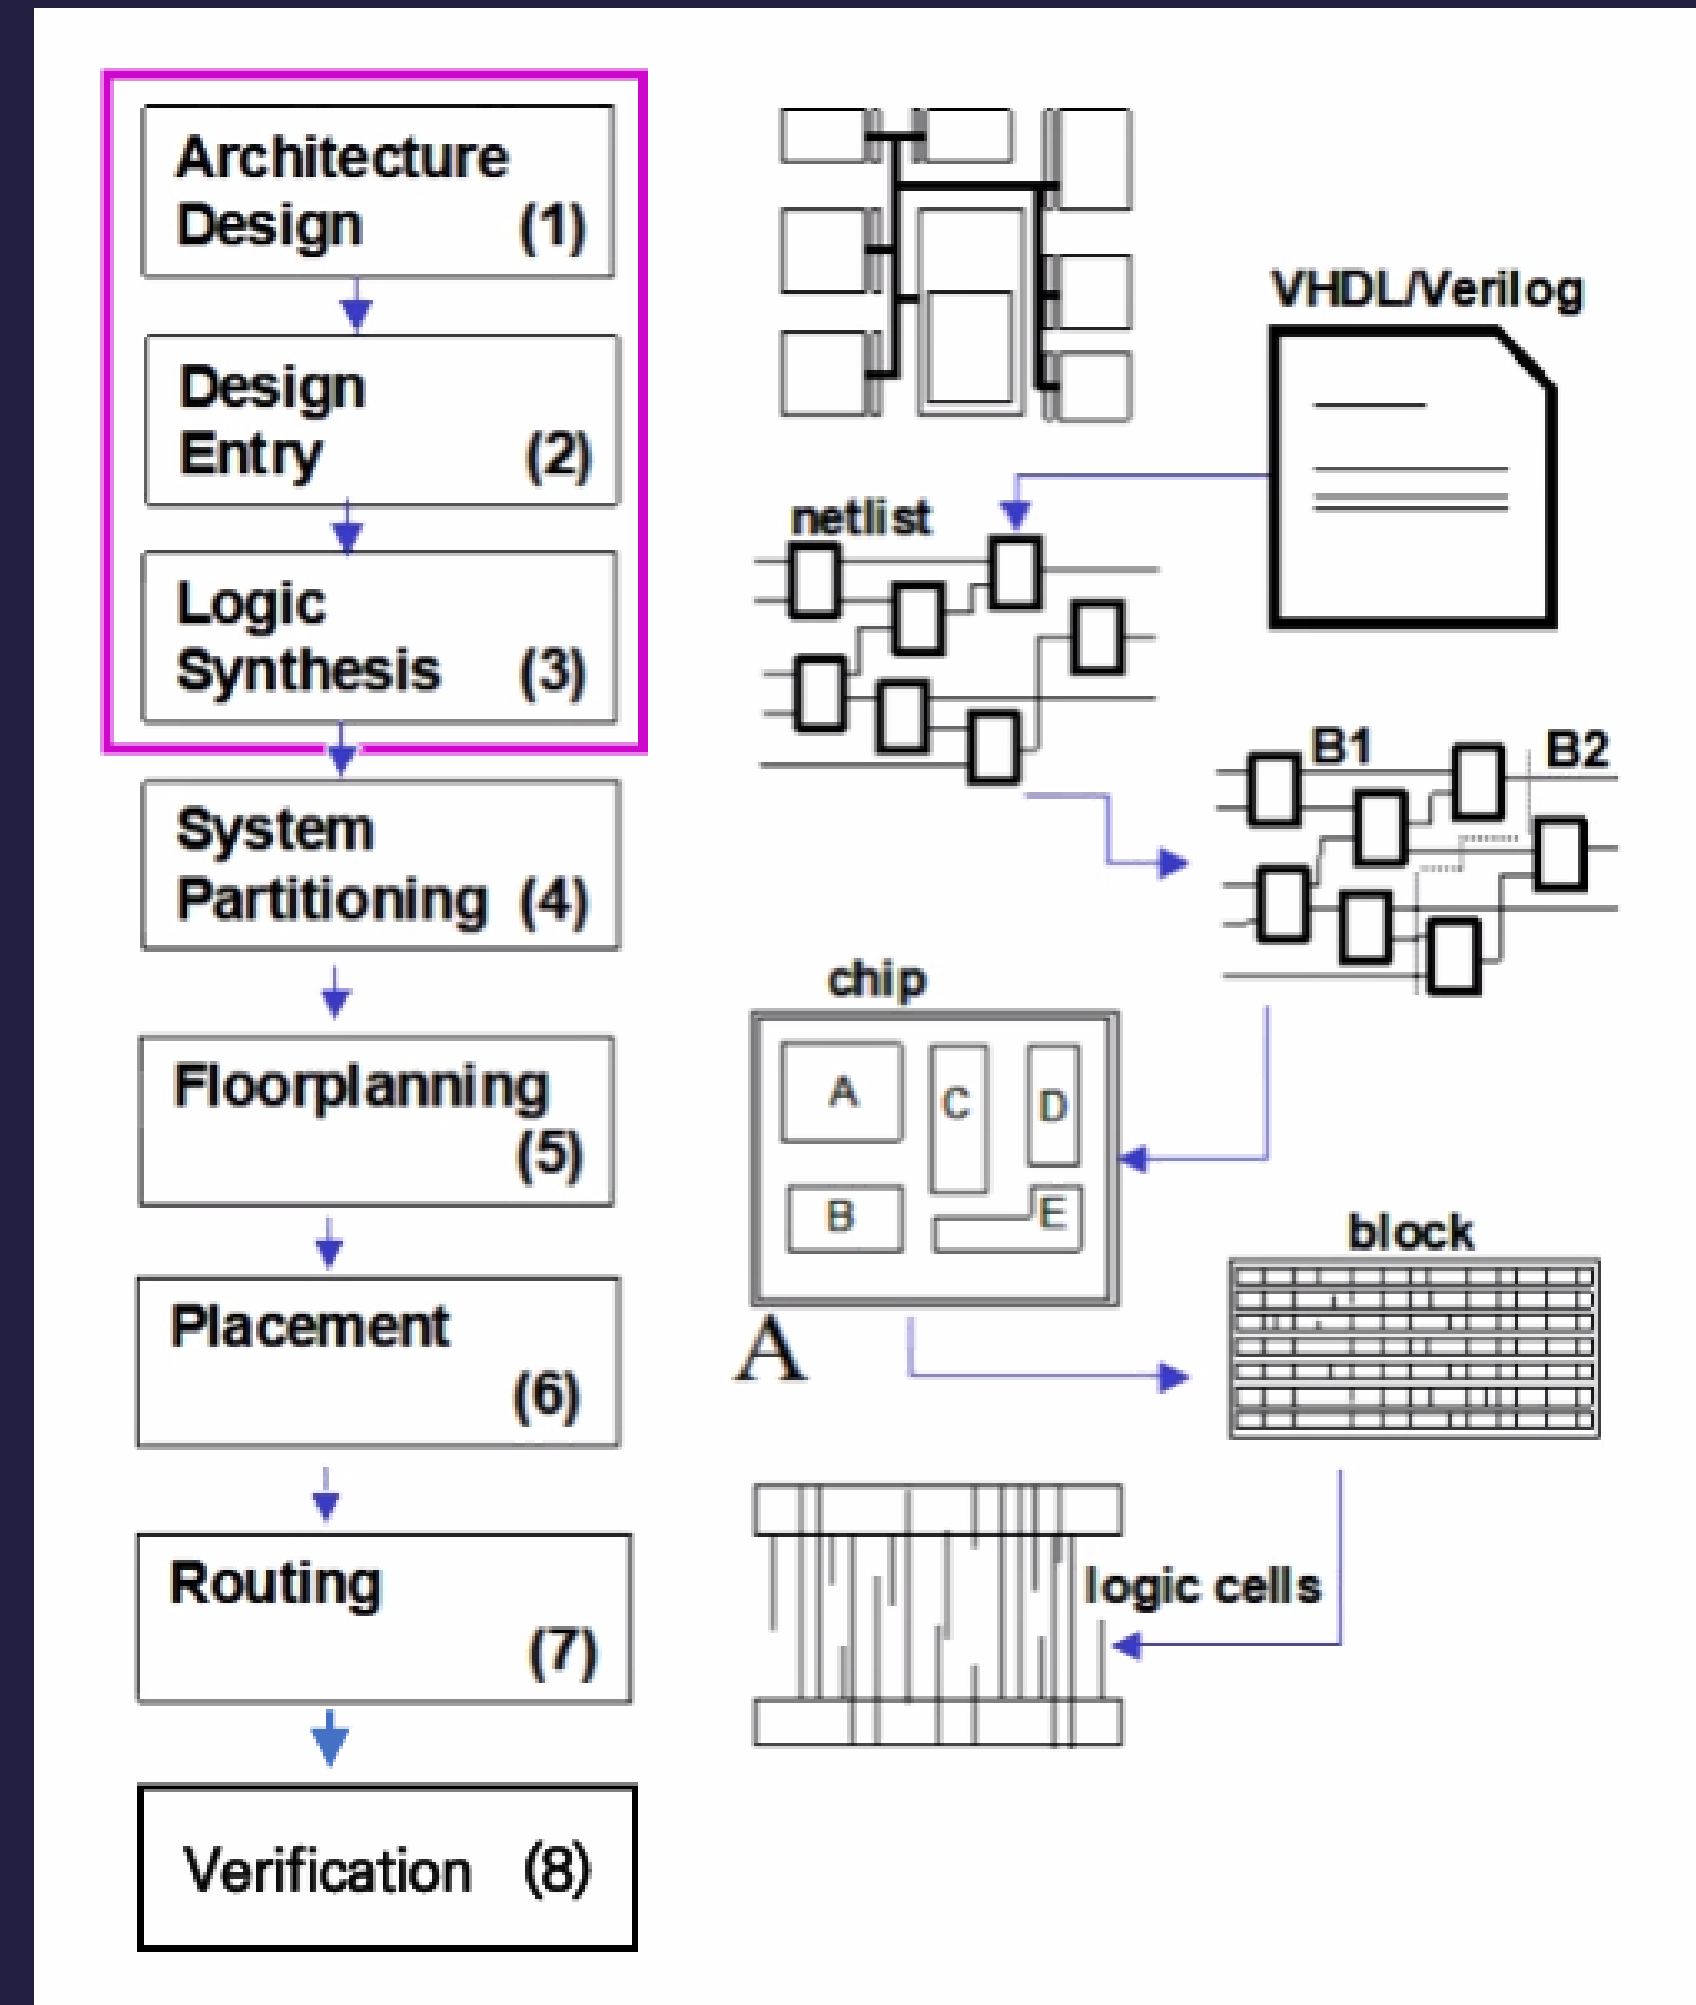 Architecture
Design (1)
Design
Entry (2)
Logic
Synthesis (3)
System
Partitioning (4)
Floorplanning
(5)
Placement
(6)
Routing
(7)
Verification (8)
VHDL/Verilog
netlist
B1 B2
chip
A
C
D
B
E
A
block
logic cells